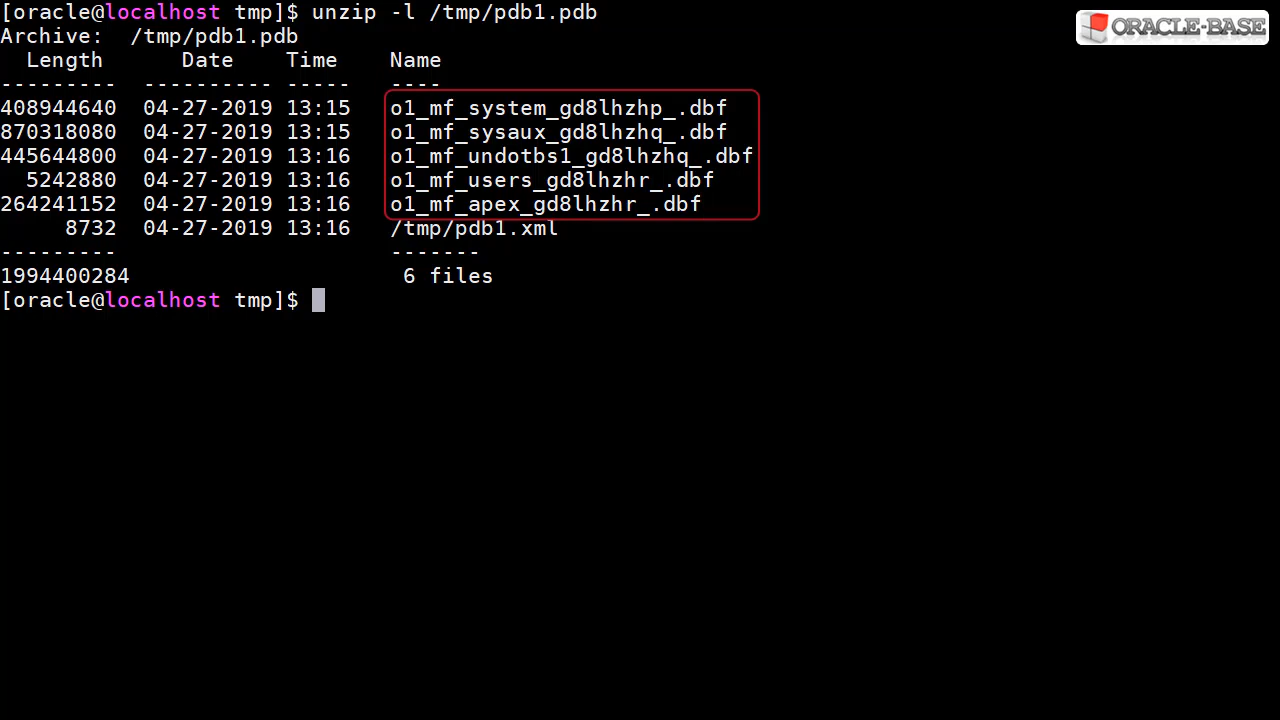 [oracle@localhost tmp]$ unzip -l /tmp/pdb1.pdb
ORACLE-BASE
Archive:  /tmp/pdb1.pdb
  Length      Date    Time    Name
---------  ---------- -----   ----
408944640  04-27-2019 13:15   o1_mf_system_gd8lhzhp_.dbf
870318080  04-27-2019 13:15   o1_mf_sysaux_gd8lhzhq_.dbf
445644800  04-27-2019 13:16   o1_mf_undotbs1_gd8lhzhq_.dbf
  5242880  04-27-2019 13:16   o1_mf_users_gd8lhzhr_.dbf
264241152  04-27-2019 13:16   o1_mf_apex_gd8lhzhr_.dbf
     8732  04-27-2019 13:16   /tmp/pdb1.xml
---------                     -------
1994400284                     6 files
[oracle@localhost tmp]$